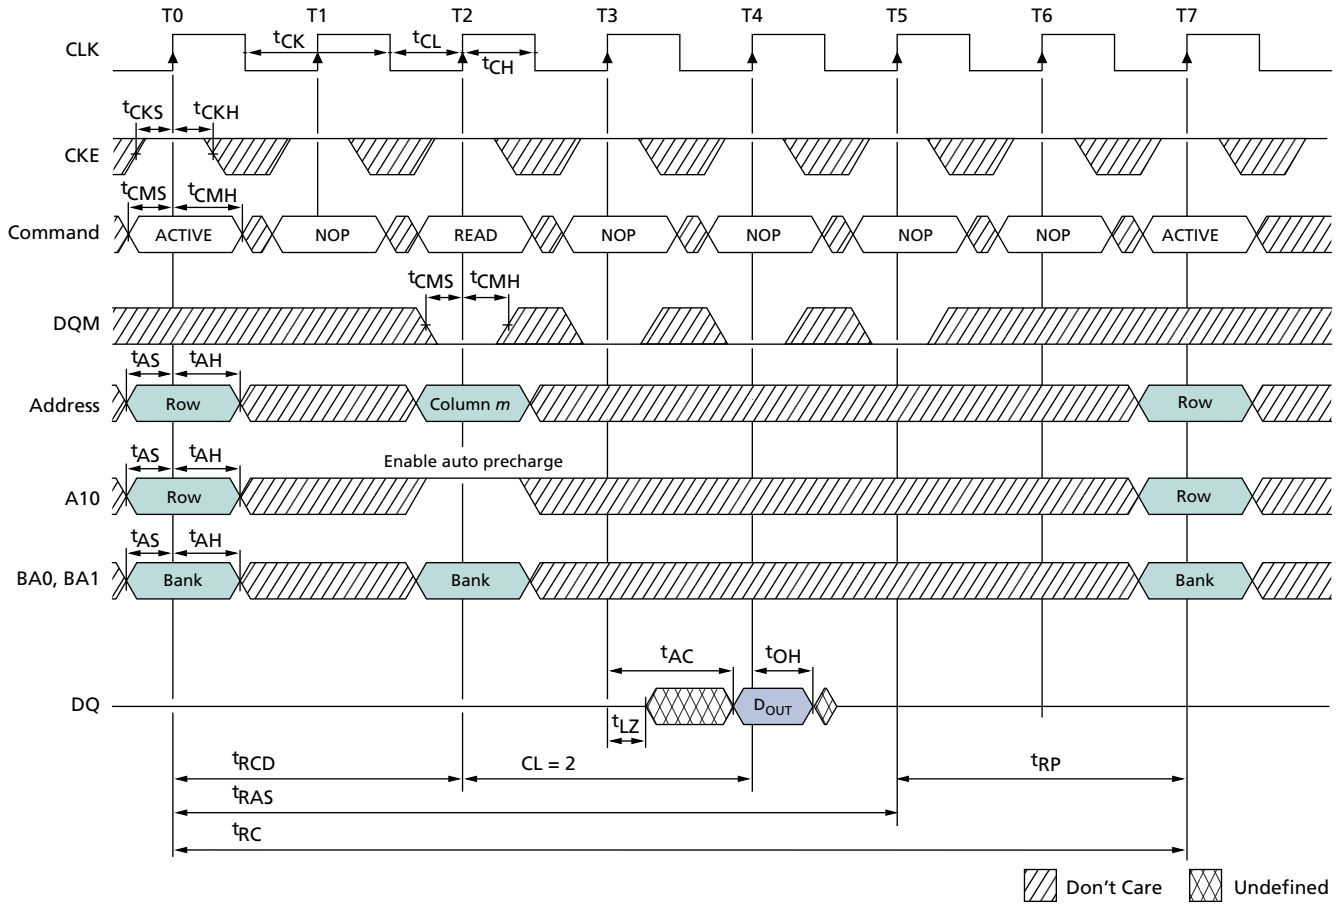 T0 T1 T2 T3 T4 T5 T6 T7
CLK
tCK tCL
tCH
tCKS tCKH
CKE
tCMS tCMH
Command ACTIVE NOP READ NOP NOP NOP NOP ACTIVE
tCMS tCMH
DQM
tAS tAH
Address Row Column m Row
tAS tAH
Enable auto precharge
A10 Row Row
tAS tAH
BA0, BA1 Bank Bank Bank
tAC tOH
DQ DOUT
tLZ
tRCD CL = 2 tRP
tRAS
tRC
Don't Care Undefined